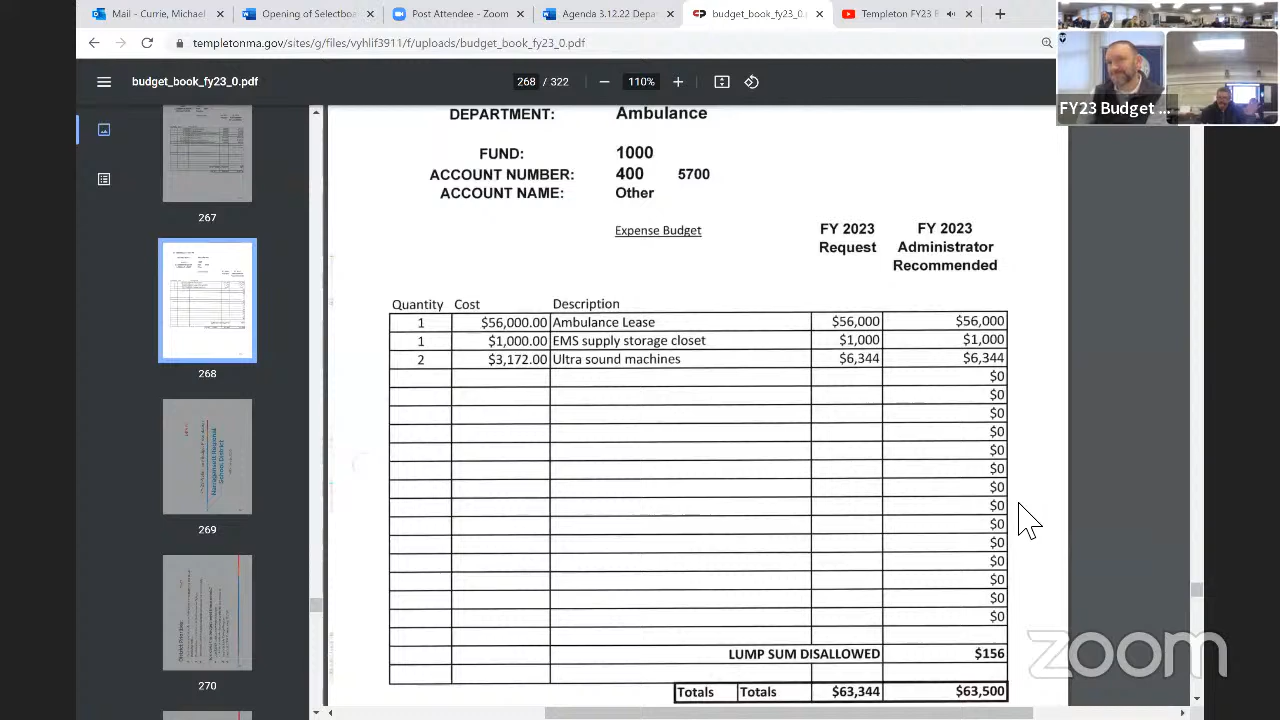 Mail - Currie, Michael
Opening of Selectboa
Post Attendee - Zoom
Agenda 3.12.22 Depa
budget_book_fy23_0.
Templeton FY23 B
templetonma.gov/sites/g/files/vyhlif3911/f/uploads/budget_book_fy23_0.pdf
budget_book_fy23_0.pdf
268 / 322
110%
FY23 Budget ...
267
268
269
270
DEPARTMENT: Ambulance
FUND: 1000
ACCOUNT NUMBER: 400 5700
ACCOUNT NAME: Other
Expense Budget
FY 2023 Request
FY 2023 Administrator Recommended
Quantity Cost Description
1 $56,000.00 Ambulance Lease $56,000 $56,000
1 $1,000.00 EMS supply storage closet $1,000 $1,000
2 $3,172.00 Ultra sound machines $6,344 $6,344
$0
$0
$0
$0
$0
$0
$0
$0
$0
$0
$0
$0
$0
$0
LUMP SUM DISALLOWED $156
Totals Totals $63,344 $63,500
zoom